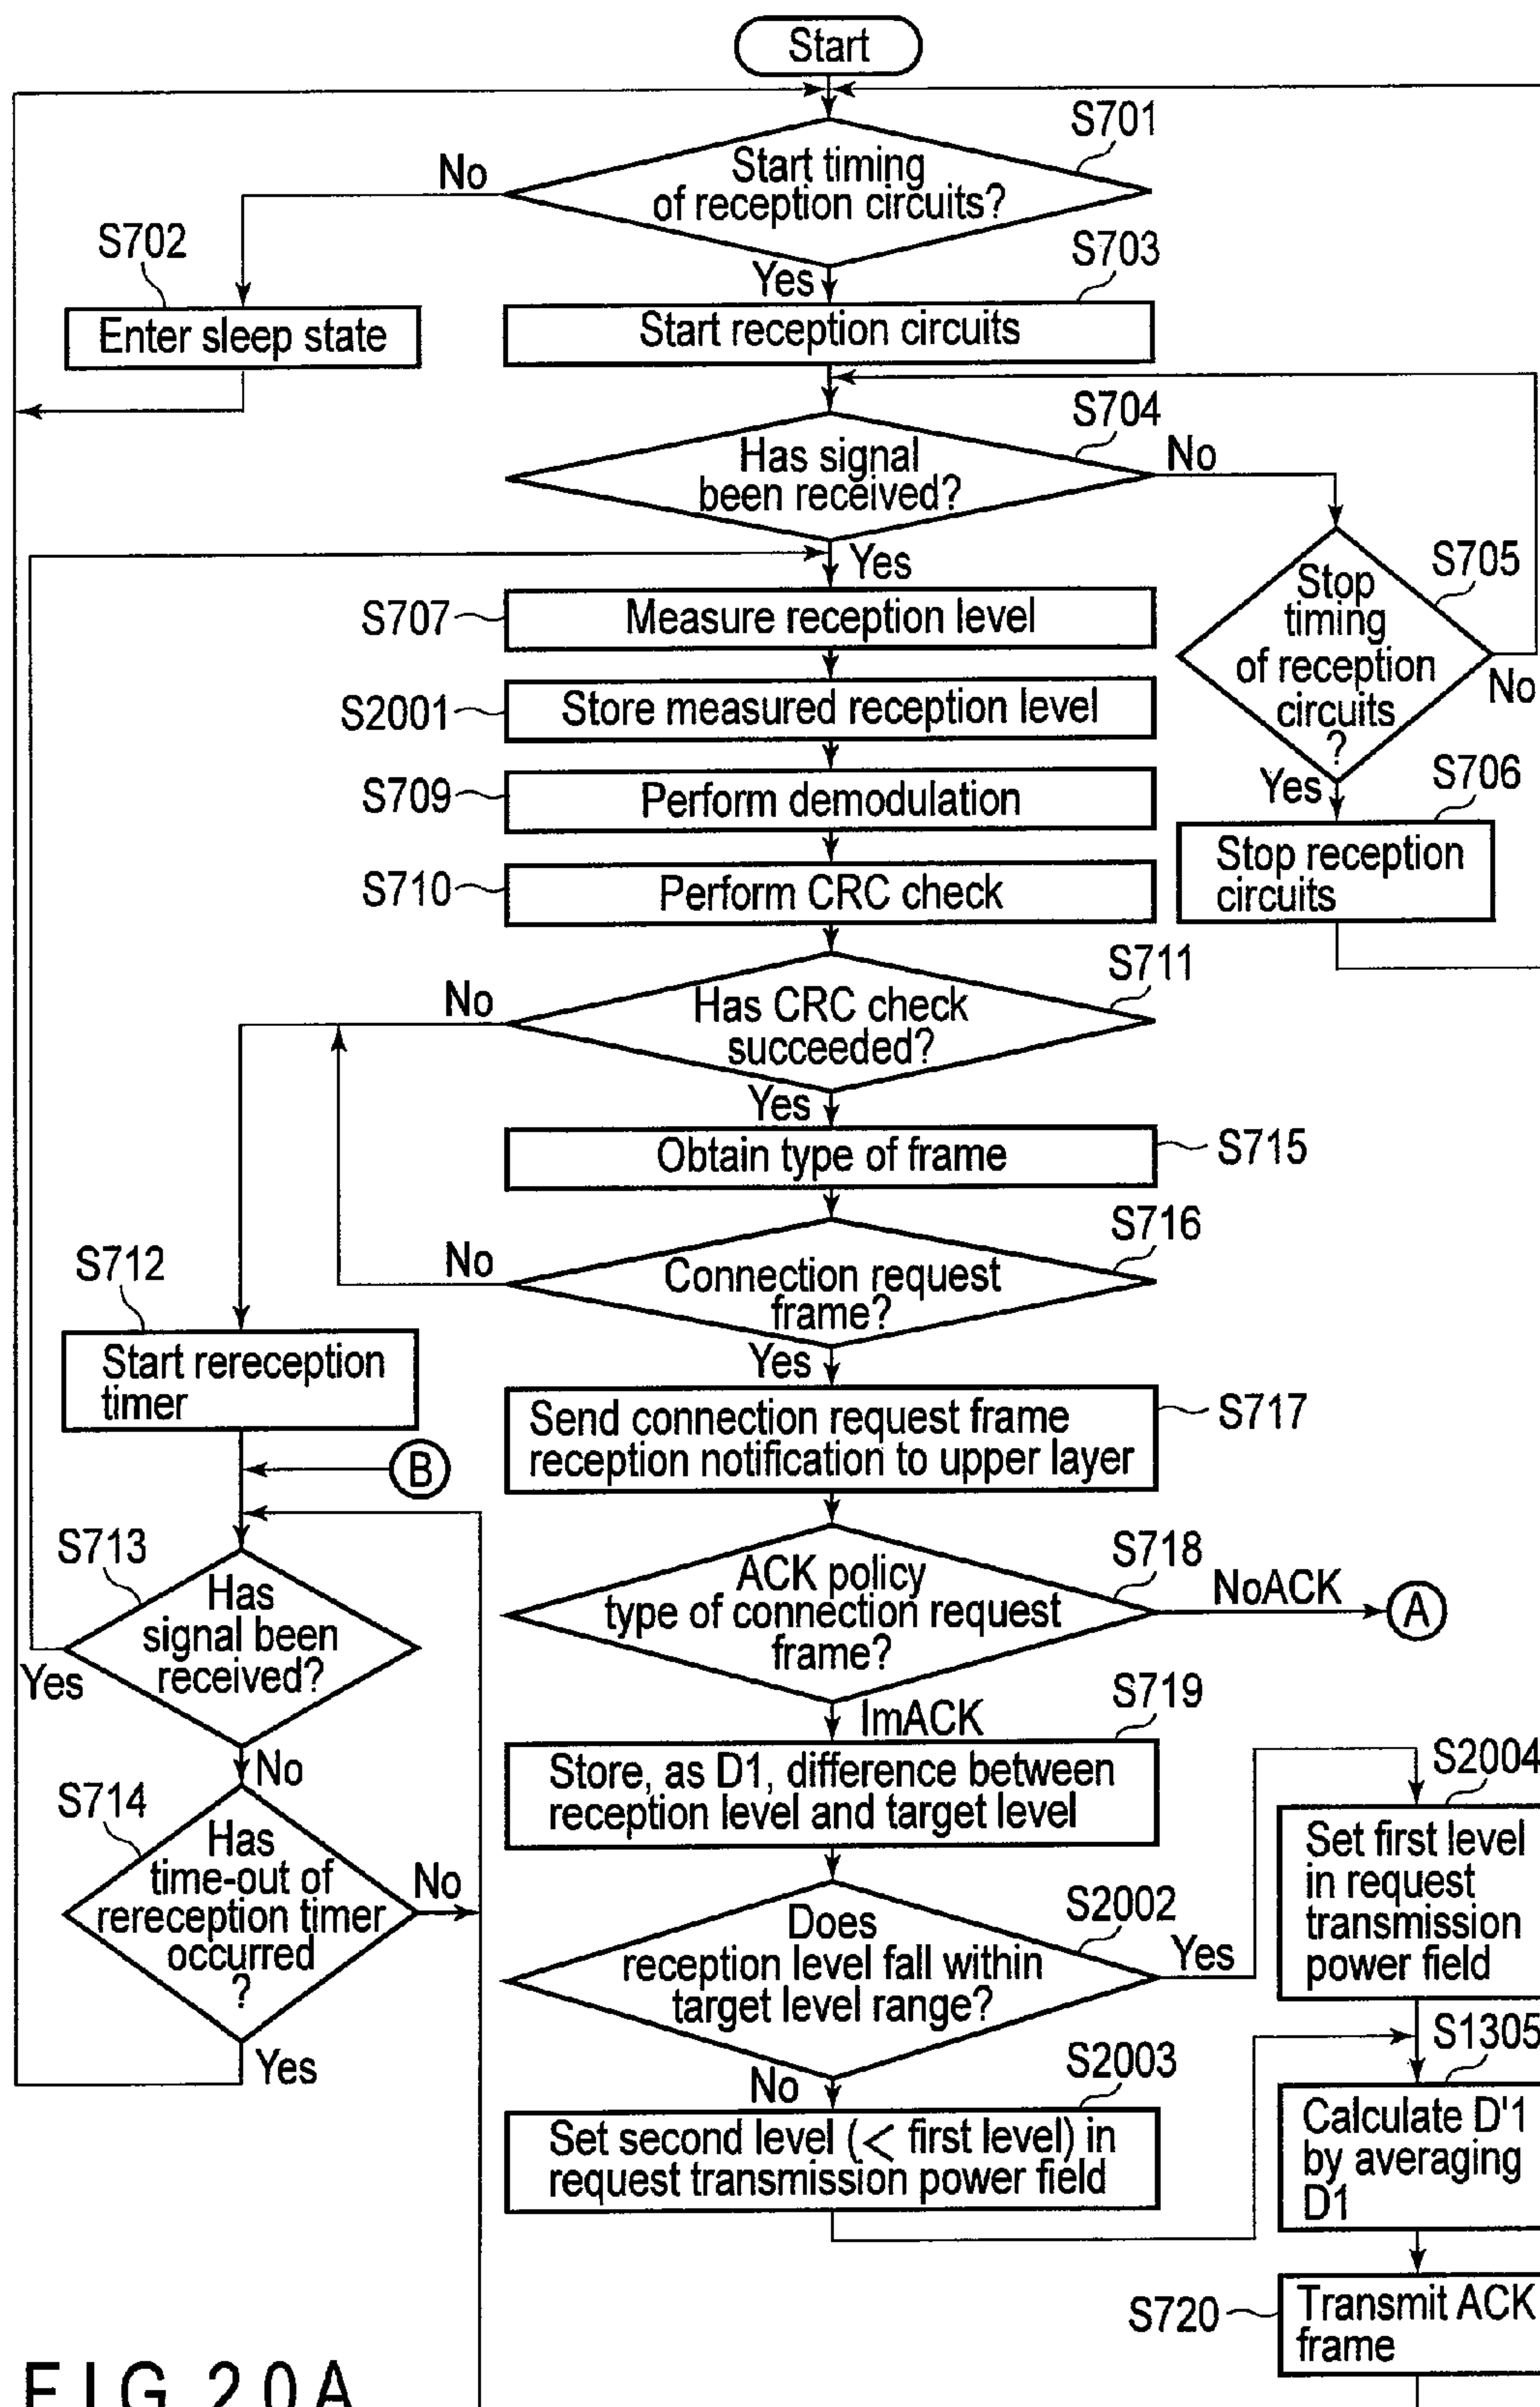 Start
S701
Start timing
of reception circuits?
No
S702
Yes
S703
Enter sleep state
Start reception circuits
S704
Has signal
been received?
No
Yes
S705
Stop
timing
of reception
circuits
?
No
S707
Measure reception level
S2001
Store measured reception level
S709
Perform demodulation
Yes
S706
Stop reception
circuits
S710
Perform CRC check
S711
Has CRC check
succeeded?
No
Yes
Obtain type of frame
S715
S716
Connection request
frame?
No
Yes
S712
Start rereception
timer
B
Send connection request frame
reception notification to upper layer
S717
S713
Has
signal been
received?
Yes
No
S718
ACK policy
type of connection request
frame?
NoACK
A
ImACK
S719
Store, as D1, difference between
reception level and target level
S714
Has
time-out of
rereception timer
occurred
?
No
Yes
S2002
Does
reception level fall within
target level range?
Yes
No
S2004
Set first level
in request
transmission
power field
S2003
Set second level (< first level) in
request transmission power field
S1305
Calculate D'1
by averaging
D1
S720
Transmit ACK
frame
FIG. 20A